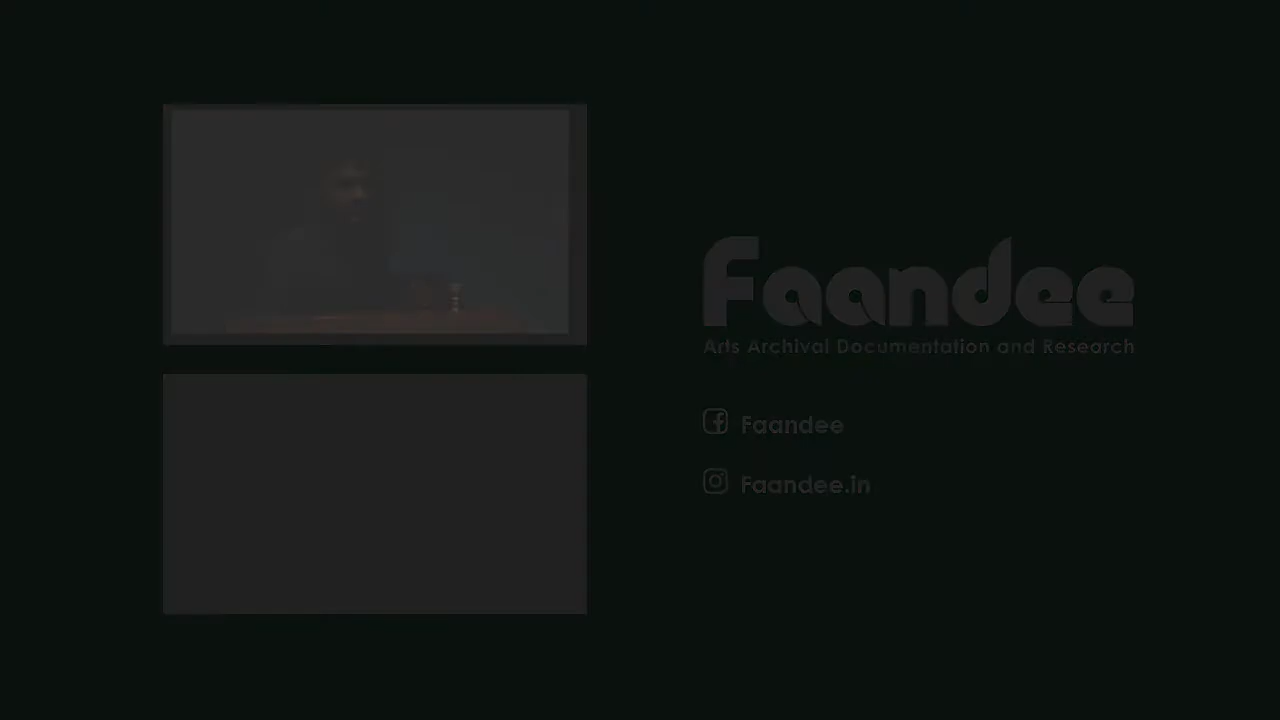 Faandee
Arts Archival Documentation and Research
Faandee
Faandee.in